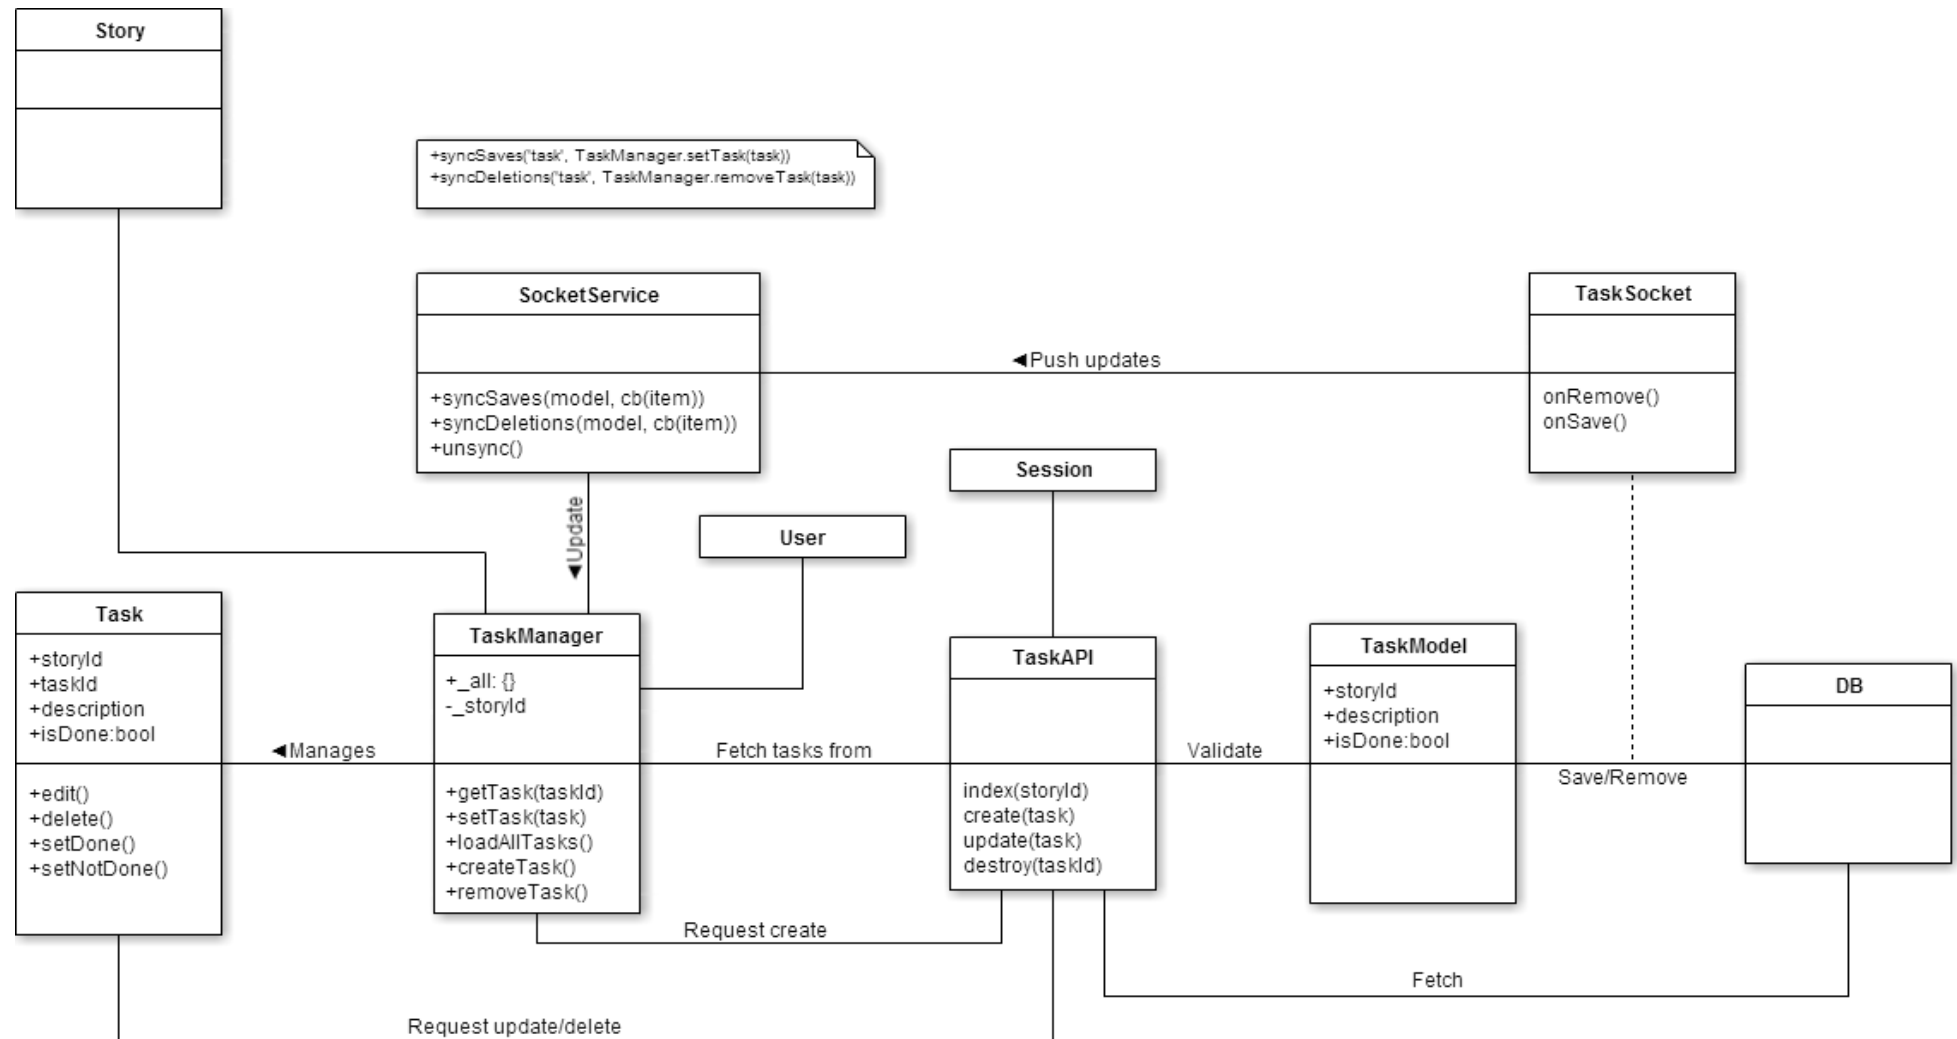 Story
+syncSaves('task', TaskManager.setTask(task))
+syncDeletions('task', TaskManager.removeTask(task))
SocketService
+syncSaves(model, cb(item))
+syncDeletions(model, cb(item))
+unsync()
◄Push updates
TaskSocket
onRemove()
onSave()
Session
◄Update
User
Task
+storyId
+taskId
+description
+isDone:bool
+edit()
+delete()
+setDone()
+setNotDone()
◄Manages
TaskManager
+_all: {}
-_storyId
+getTask(taskId)
+setTask(task)
+loadAllTasks()
+createTask()
+removeTask()
Fetch tasks from
TaskAPI
index(storyId)
create(task)
update(task)
destroy(taskId)
Validate
TaskModel
+storyId
+description
+isDone:bool
Save/Remove
DB
Request create
Fetch
Request update/delete